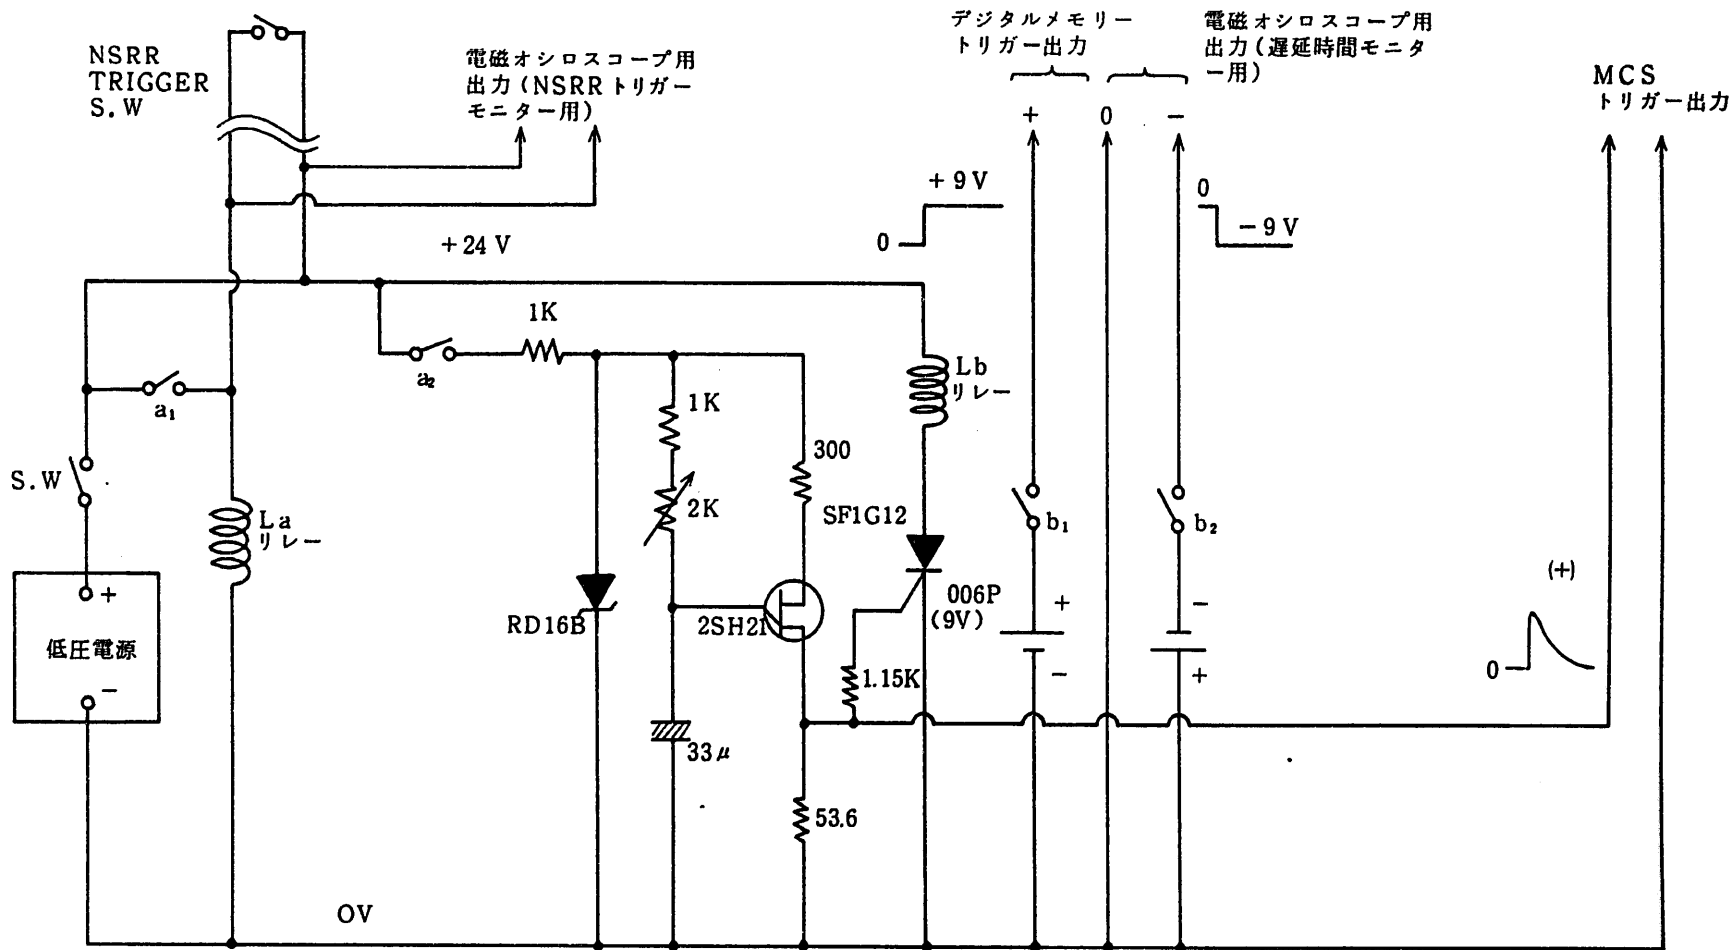 NSRR
TRIGGER
S.W
電磁オシロスコープ用
出力(NSRRトリガー
モニター用)
デジタルメモリー
トリガー出力
電磁オシロスコープ用
出力(遅延時間モニタ
ー用)
MCS
トリガー出力
+
0
−
+9V
0
0
−9V
+24V
1K
a₂
a₁
1K
2K
300
Lb
リレー
S.W
La
リレー
SF1G12
b₁
b₂
(+)
+
低圧電源
−
RD16B
2SH21
006P
(9V)
+
−
−
+
1.15K
0
33μ
53.6
0V